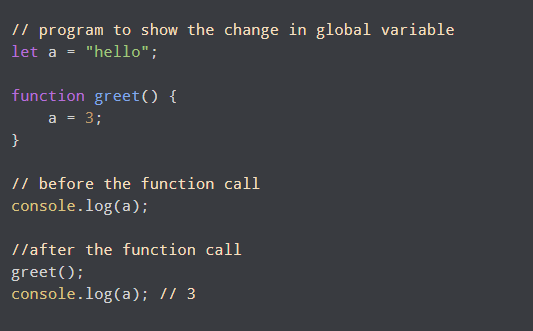 // program to show the change in global variable
let a = "hello";

function greet() {
    a = 3;
}

// before the function call
console.log(a);

//after the function call
greet();
console.log(a); // 3